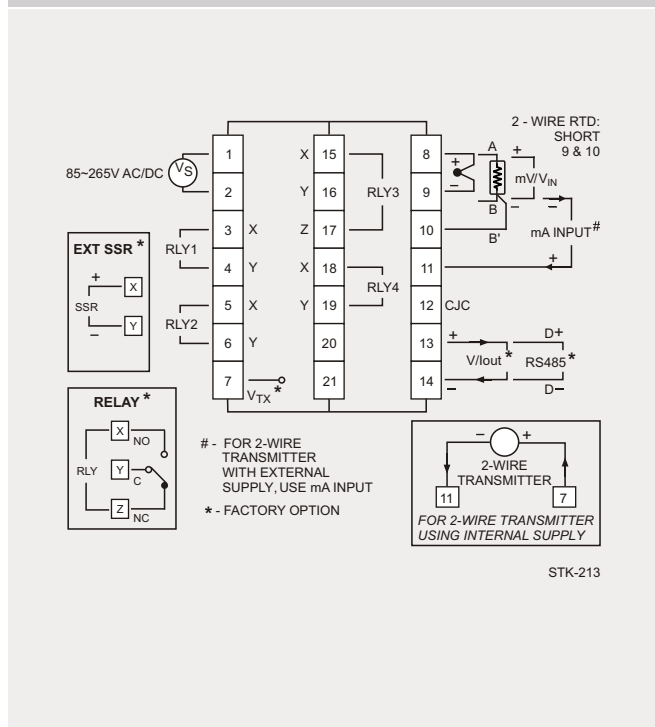 2 - WIRE RTD:
SHORT
9 & 10
85~265V AC/DC
VS
1
2
3 X
4 Y
RLY1
5 X
6 Y
RLY2
7
VTX *
X 15
Y 16
Z 17
RLY3
X 18
Y 19
RLY4
20
21
8
9
10
11
12 CJC
13
14
+
−
A
B
B'
+
mV/VIN
−
−
mA INPUT#
+
+
V/Iout *
−
D+
RS485 *
D−
EXT SSR *
+
X
SSR
Y
−
RELAY *
X
NO
RLY
Y
C
Z
NC
# - FOR 2-WIRE
TRANSMITTER
WITH EXTERNAL
SUPPLY, USE mA INPUT
* - FACTORY OPTION
− +
2-WIRE
TRANSMITTER
11 7
FOR 2-WIRE TRANSMITTER
USING INTERNAL SUPPLY
STK-213